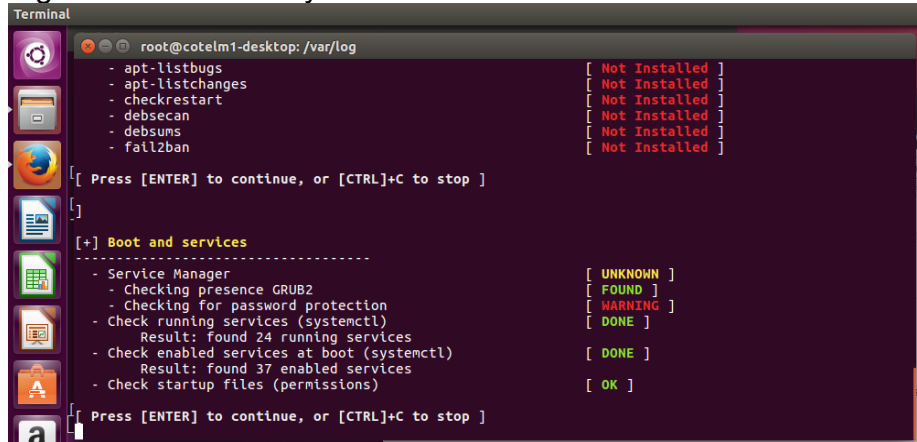 Terminal
root@cotelm1-desktop: /var/log
- apt-listbugs [ Not Installed ]
- apt-listchanges [ Not Installed ]
- checkrestart [ Not Installed ]
- debsecan [ Not Installed ]
- debsums [ Not Installed ]
- fail2ban [ Not Installed ]
[ Press [ENTER] to continue, or [CTRL]+C to stop ]
]
[+] Boot and services
------------------------------------
- Service Manager [ UNKNOWN ]
- Checking presence GRUB2 [ FOUND ]
- Checking for password protection [ WARNING ]
- Check running services (systemctl) [ DONE ]
Result: found 24 running services
- Check enabled services at boot (systemctl) [ DONE ]
Result: found 37 enabled services
- Check startup files (permissions) [ OK ]
[ Press [ENTER] to continue, or [CTRL]+C to stop ]
a